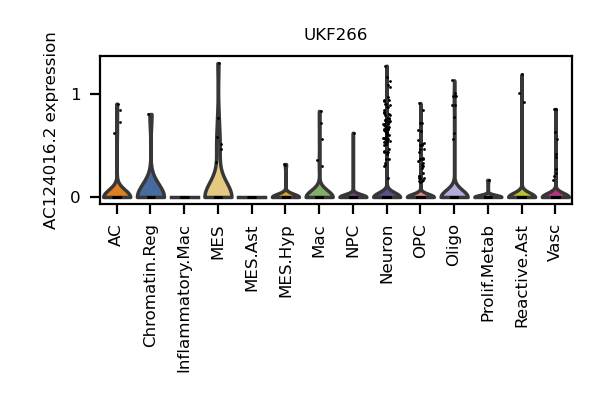 UKF266
AC124016.2 expression
1
0
AC
Chromatin.Reg
Inflammatory.Mac
MES
MES.Ast
MES.Hyp
Mac
NPC
Neuron
OPC
Oligo
Prolif.Metab
Reactive.Ast
Vasc